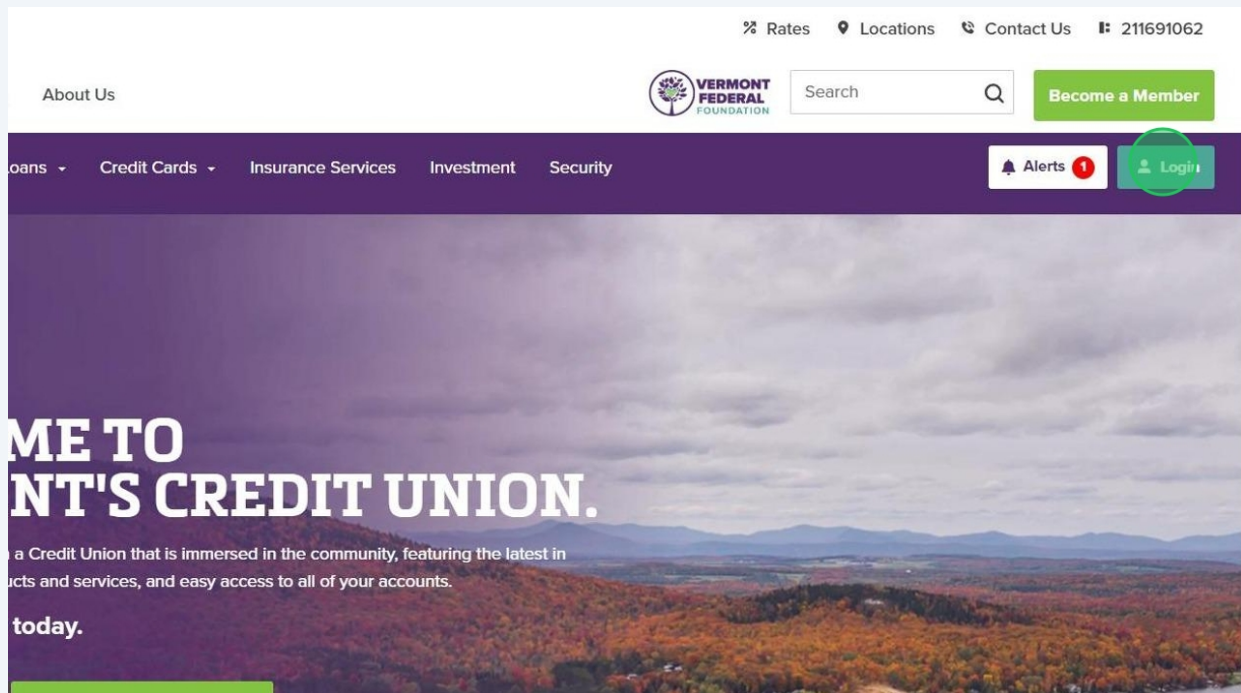 Rates Locations Contact Us 211691062
About Us
VERMONT
FEDERAL
FOUNDATION
Search
Become a Member
Loans Credit Cards Insurance Services Investment Security
Alerts 1 Login
ME TO
NT'S CREDIT UNION.
a Credit Union that is immersed in the community, featuring the latest in
ucts and services, and easy access to all of your accounts.
today.